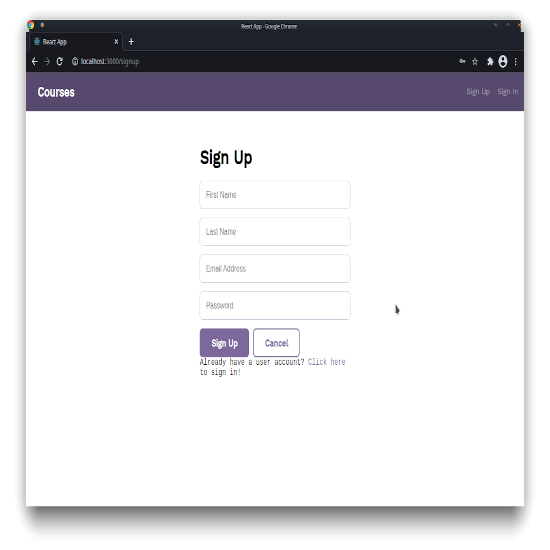 React App - Google Chrome
React App
localhost:3000/signup
Courses
Sign Up Sign In
Sign Up
First Name
Last Name
Email Address
Password
Sign Up Cancel
Already have a user account? Click here
to sign in!